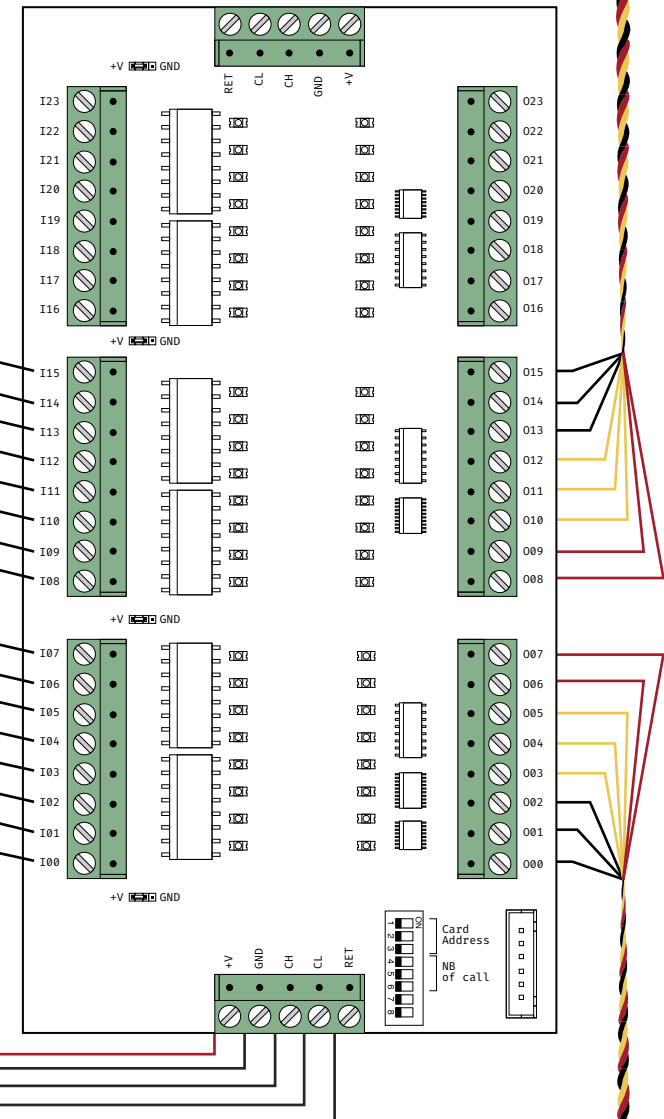 +V GND
RET CL CH GND +V
I23 O23
I22 O22
I21 O21
I20 O20
I19 O19
I18 O18
I17 O17
I16 O16
+V GND
I15 O15
I14 O14
I13 O13
I12 O12
I11 O11
I10 O10
I09 O09
I08 O08
+V GND
I07 O07
I06 O06
I05 O05
I04 O04
I03 O03
I02 O02
I01 O01
I00 O00
+V GND
ON
1
2
3
4
5
6
7
8
Card
Address
NB
of call
+V GND CH CL RET